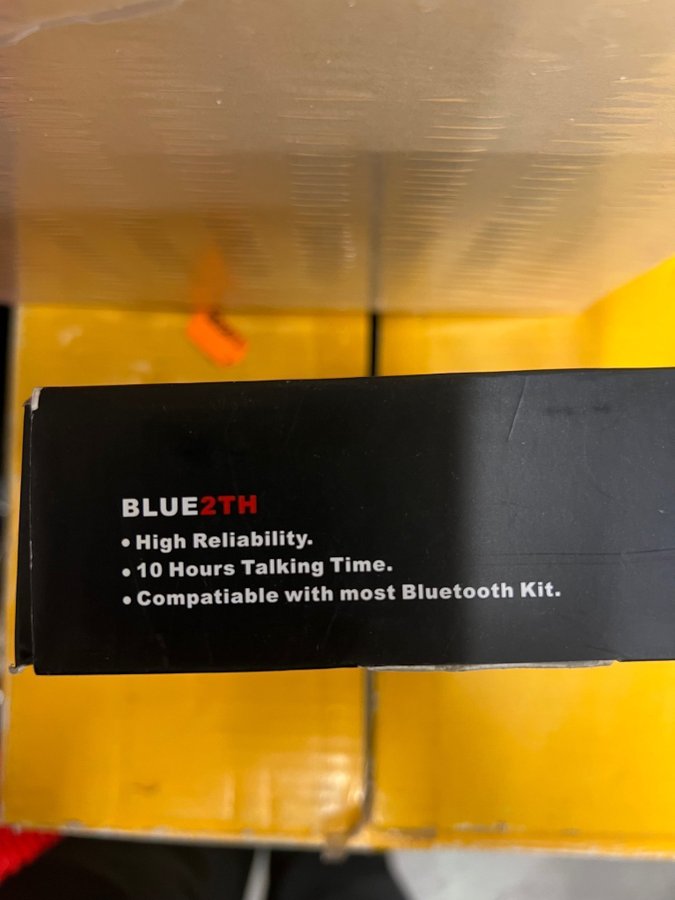 BLUE2TH
• High Reliability.
• 10 Hours Talking Time.
• Compatiable with most Bluetooth Kit.